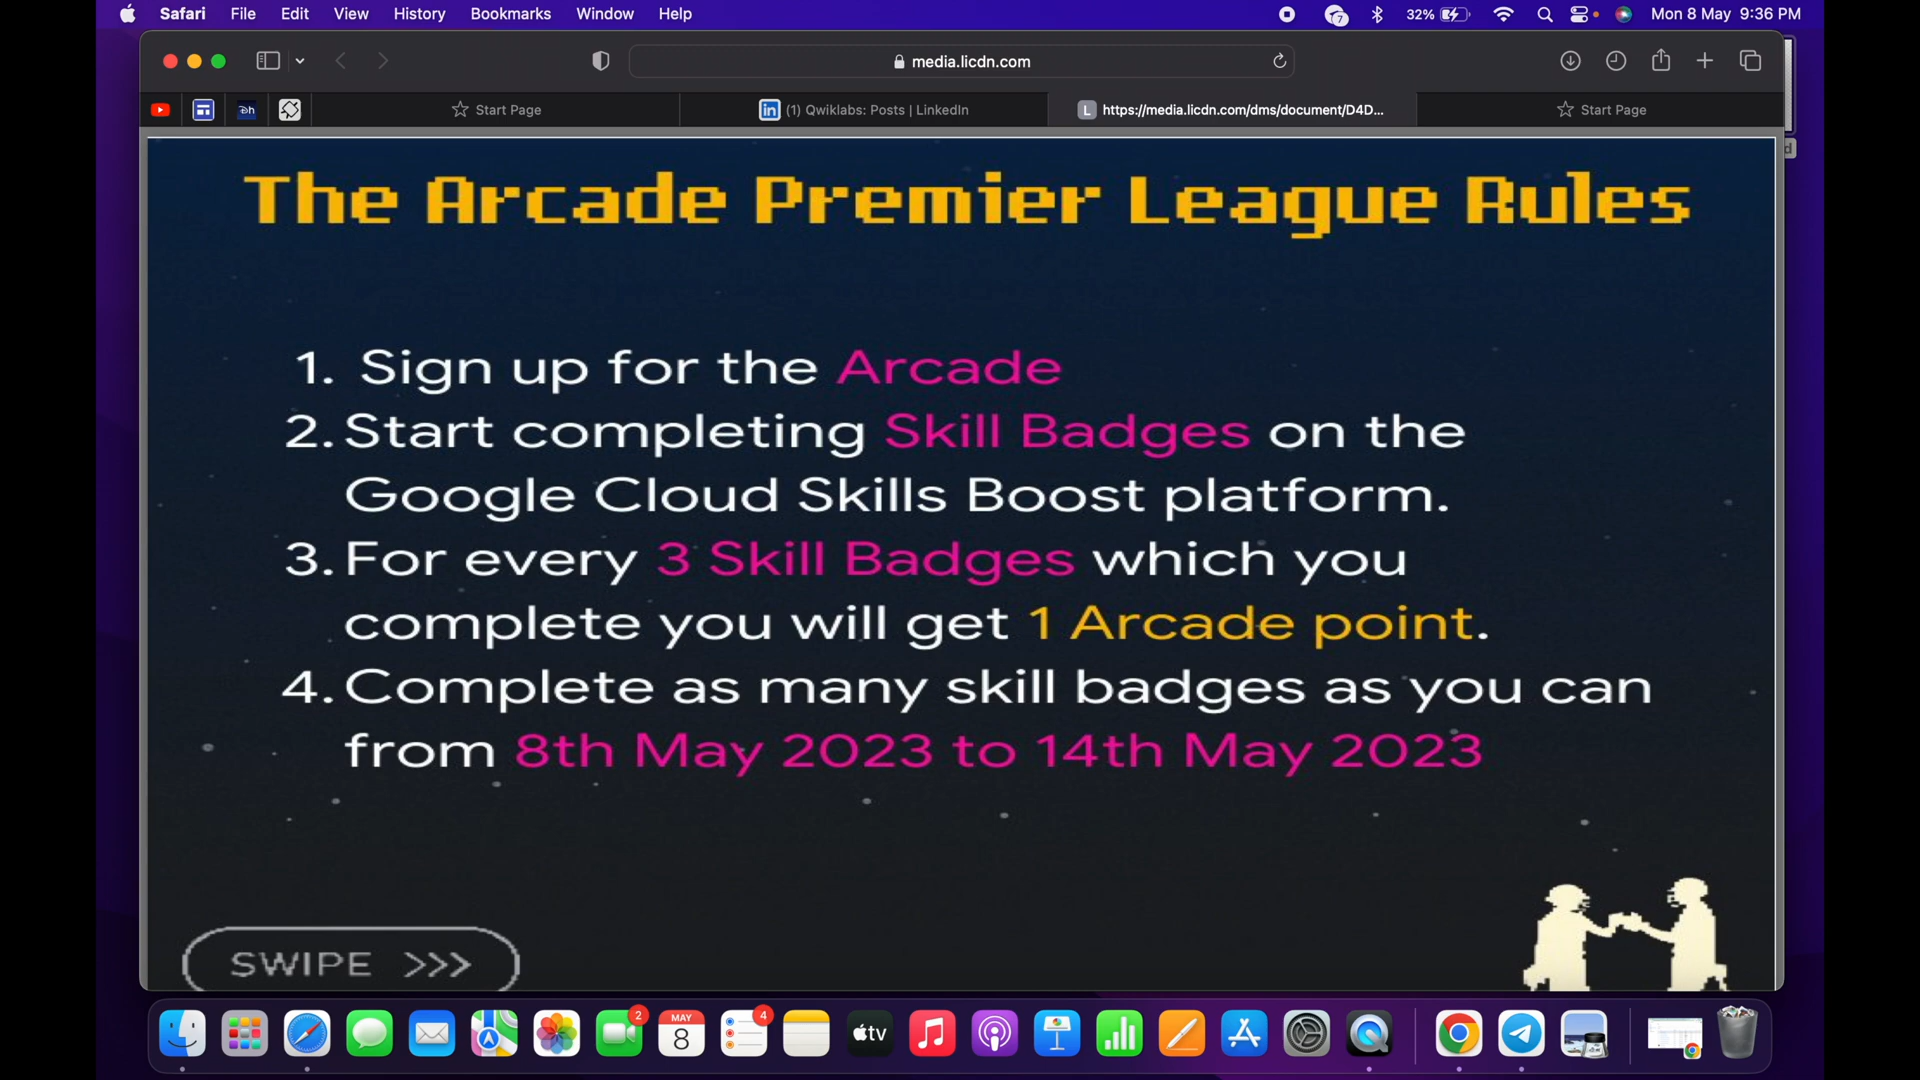 Safari File Edit View History Bookmarks Window Help 7 32% Mon 8 May 9:36 PM
media.licdn.com
Start Page
in (1) Qwiklabs: Posts | LinkedIn
L https://media.licdn.com/dms/document/D4D...
Start Page
The Arcade Premier League Rules
1. Sign up for the Arcade
2. Start completing Skill Badges on the
Google Cloud Skills Boost platform.
3. For every 3 Skill Badges which you
complete you will get 1 Arcade point.
4. Complete as many skill badges as you can
from 8th May 2023 to 14th May 2023
SWIPE >>>
2 MAY 8 4 tv